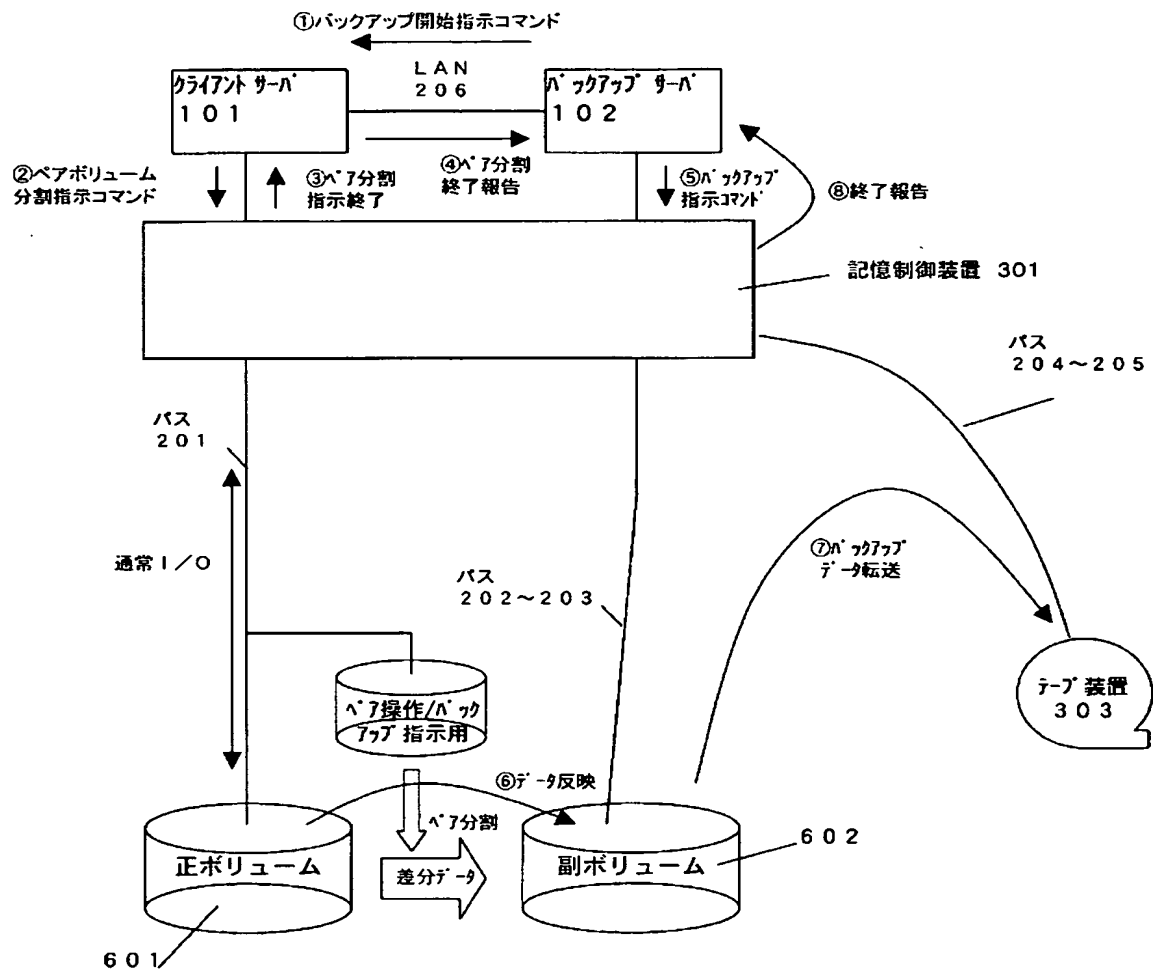 ①バックアップ開始指示コマンド
LAN
206
クライアント サーバ
101
バックアップ サーバ
102
②ペアボリューム
分割指示コマンド
③ペア分割
指示終了
④ペア分割
終了報告
⑤バックアップ
指示コマンド
⑧終了報告
記憶制御装置 301
パス
204~205
パス
201
通常I/O
パス
202~203
⑦バックアップ
データ転送
テープ装置
303
ペア操作/バック
アップ指示用
⑥データ反映
ペア分割
正ボリューム
差分データ
副ボリューム
602
601